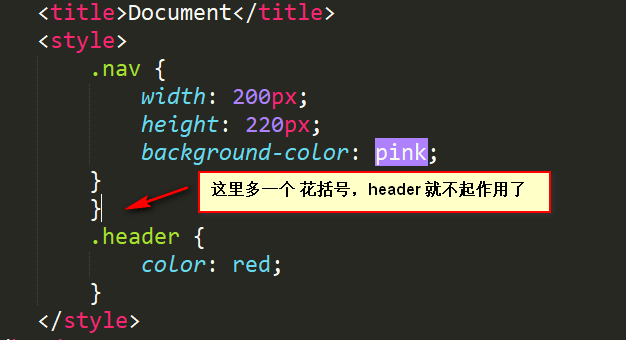 <title>Document</title>
<style>
.nav {
width: 200px;
height: 220px;
background-color: pink;
}
}
这里多一个 花括号，header 就不起作用了
.header {
color: red;
}
</style>